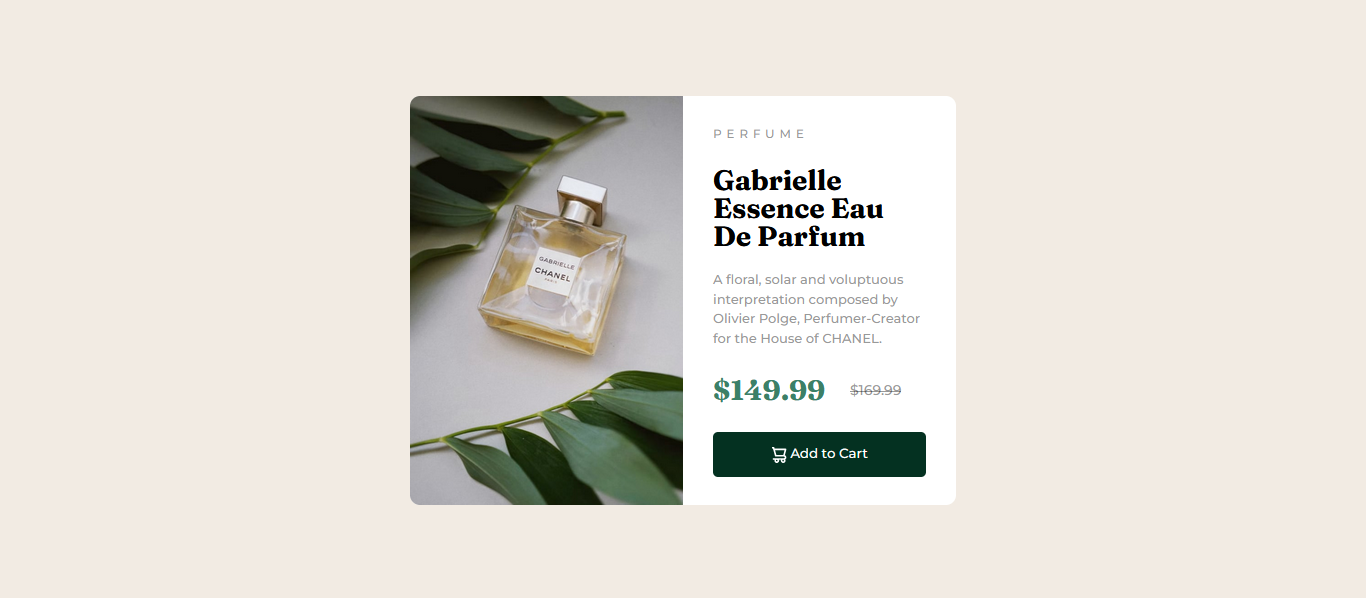 GABRIELLE
CHANEL
PARIS
PERFUME
Gabrielle
Essence Eau
De Parfum
A floral, solar and voluptuous
interpretation composed by
Olivier Polge, Perfumer-Creator
for the House of CHANEL.
$149.99 $169.99
Add to Cart